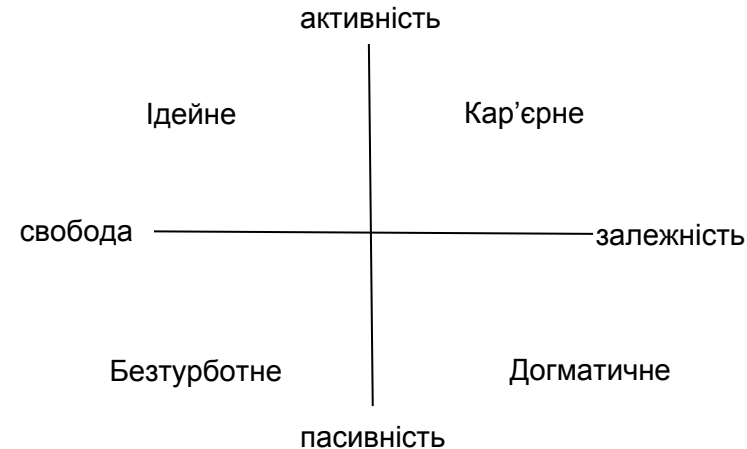 активність
Ідейне Кар’єрне
свобода залежність
Безтурботне Догматичне
пасивність